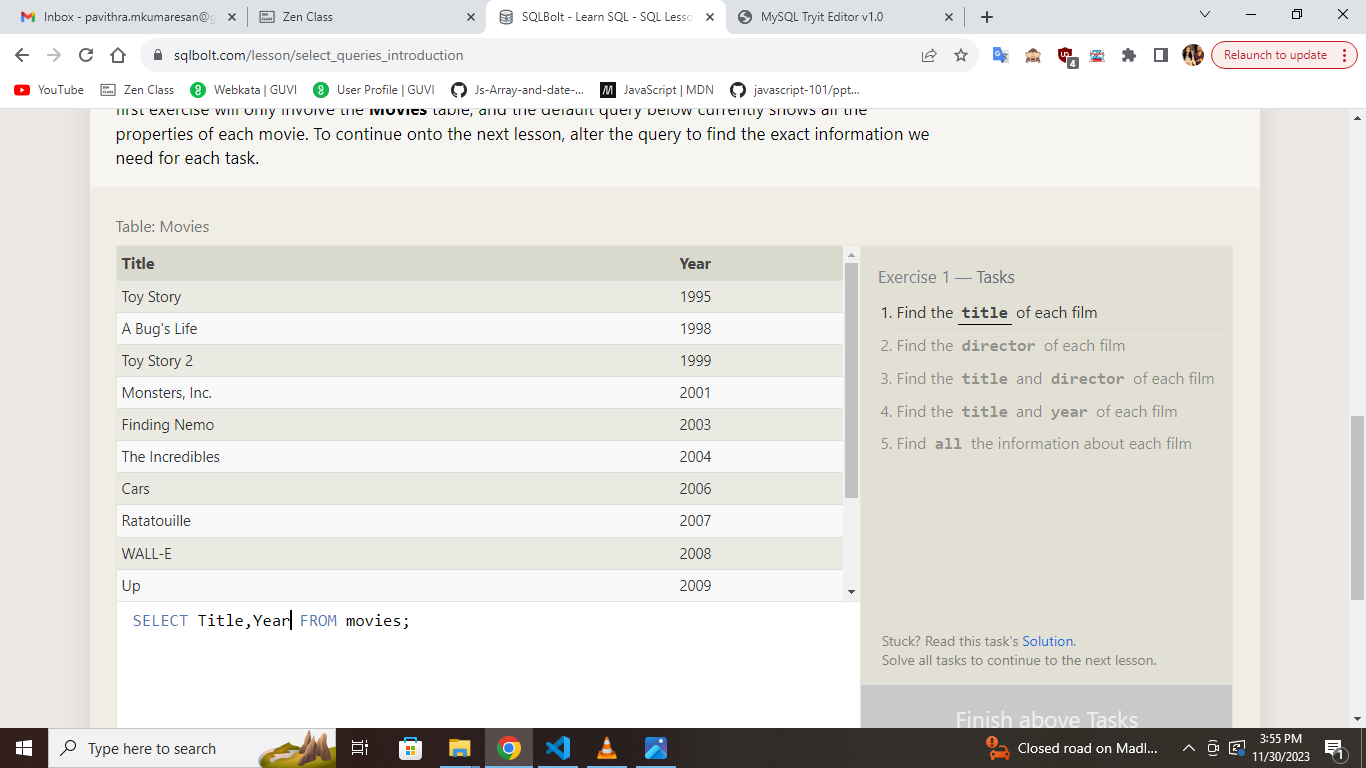 Inbox - pavithra.mkumaresan@g
Zen Class
SQLBolt - Learn SQL - SQL Lesso
MySQL Tryit Editor v1.0
sqlbolt.com/lesson/select_queries_introduction
4
Relaunch to update
YouTube
Zen Class
Webkata | GUVI
User Profile | GUVI
Js-Array-and-date-...
JavaScript | MDN
javascript-101/ppt...
first exercise will only involve the Movies table, and the default query below currently shows all the
properties of each movie. To continue onto the next lesson, alter the query to find the exact information we
need for each task.
Table: Movies
Title Year
Toy Story 1995
A Bug's Life 1998
Toy Story 2 1999
Monsters, Inc. 2001
Finding Nemo 2003
The Incredibles 2004
Cars 2006
Ratatouille 2007
WALL-E 2008
Up 2009
SELECT Title,Year FROM movies;
Exercise 1 — Tasks
1. Find the title of each film
2. Find the director of each film
3. Find the title and director of each film
4. Find the title and year of each film
5. Find all the information about each film
Stuck? Read this task's Solution.
Solve all tasks to continue to the next lesson.
Finish above Tasks
Type here to search
Closed road on Madl...
3:55 PM
11/30/2023
1